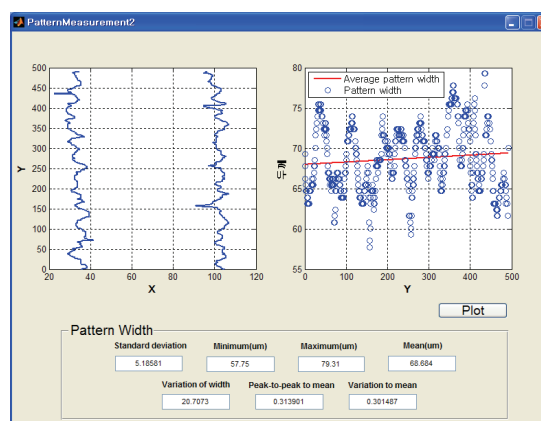 PatternMeasurement2
500
450
400
350
300
250
200
150
100
50
0
Y
20 40 60 80 100 120
X
80
75
70
65
60
55
Average pattern width
Pattern width
0 100 200 300 400 500
Y
Plot
Pattern Width
Standard deviation Minimum(um) Maximum(um) Mean(um)
5.18581 57.75 79.31 68.684
Variation of width Peak-to-peak to mean Variation to mean
20.7073 0.313901 0.301487